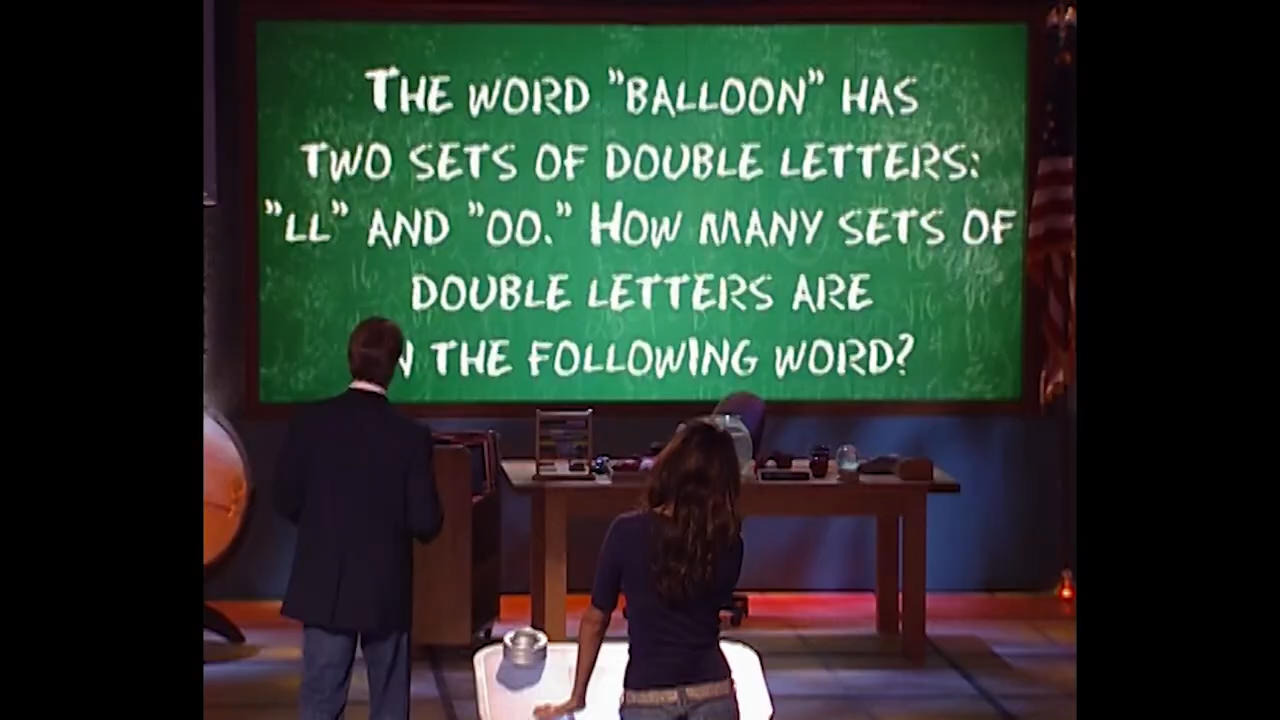 THE WORD "BALLOON" HAS
TWO SETS OF DOUBLE LETTERS:
"LL" AND "OO." HOW MANY SETS OF
DOUBLE LETTERS ARE
THE FOLLOWING WORD?